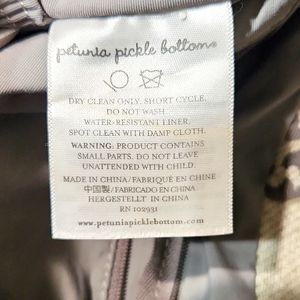 petunia pickle bottom®
DRY CLEAN ONLY. SHORT CYCLE.
DO NOT WASH
WATER-RESISTANT LINER.
SPOT CLEAN WITH DAMP CLOTH.
WARNING: PRODUCT CONTAINS
SMALL PARTS. DO NOT LEAVE
UNATTENDED WITH CHILD.
MADE IN CHINA / FABRIQUÉ EN CHINE
中国製 / FABRICADO EN CHINA
HERGESTELLT IN CHINA
RN 102931
www.petuniapicklebottom.com